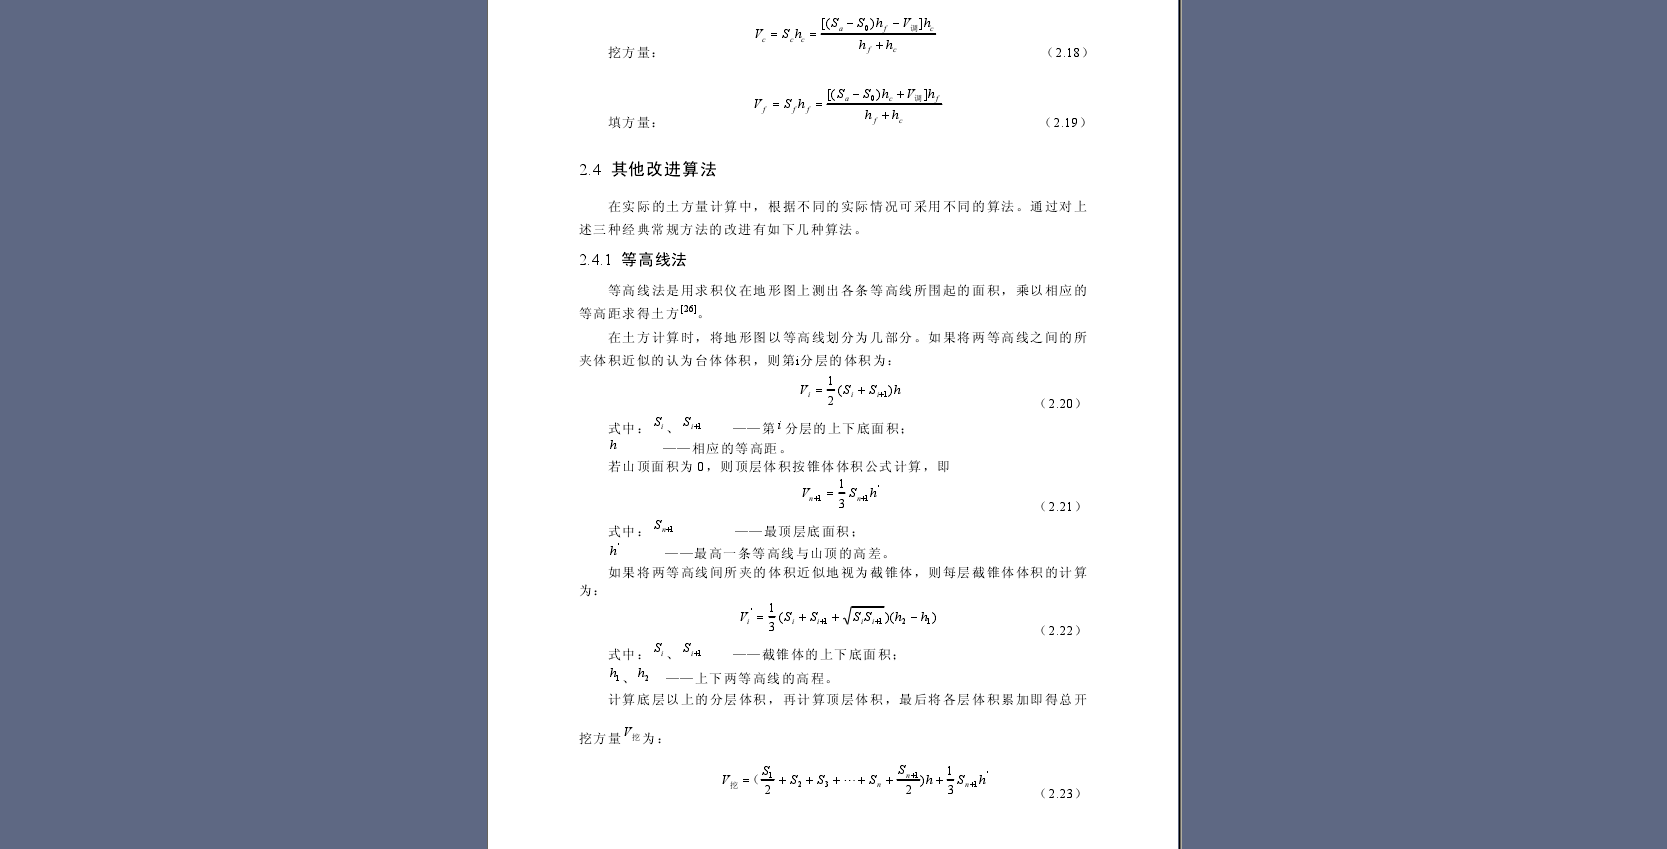 挖方量： V_c = S_c h_c = [(S_a − S_0)h_f − V_调]h_c / (h_f + h_c) （2.18）
填方量： V_f = S_f h_f = [(S_a − S_0)h_c + V_调]h_f / (h_f + h_c) （2.19）
2.4 其他改进算法
在实际的土方量计算中，根据不同的实际情况可采用不同的算法。通过对上
述三种经典常规方法的改进有如下几种算法。
2.4.1 等高线法
等高线法是用求积仪在地形图上测出各条等高线所围起的面积，乘以相应的
等高距求得土方[26]。
在土方计算时，将地形图以等高线划分为几部分。如果将两等高线之间的所
夹体积近似的认为台体体积，则第i分层的体积为：
V_i = 1/2 (S_i + S_{i+1})h （2.20）
式中： S_i 、 S_{i+1} ——第 i 分层的上下底面积；
h ——相应的等高距。
若山顶面积为 0，则顶层体积按锥体体积公式计算，即
V_{n+1} = 1/3 S_{n+1}h' （2.21）
式中： S_{n+1} ——最顶层底面积；
h' ——最高一条等高线与山顶的高差。
如果将两等高线间所夹的体积近似地视为截锥体，则每层截锥体体积的计算
为：
V_i' = 1/3 (S_i + S_{i+1} + √(S_i S_{i+1}))(h_2 − h_1) （2.22）
式中： S_i 、 S_{i+1} ——截锥体的上下底面积；
h_1 、 h_2 ——上下两等高线的高程。
计算底层以上的分层体积，再计算顶层体积，最后将各层体积累加即得总开
挖方量 V_挖 为：
V_挖 = (S_1/2 + S_2 + S_3 + ⋯ + S_n + S_{n+1}/2)h + 1/3 S_{n+1}h' （2.23）